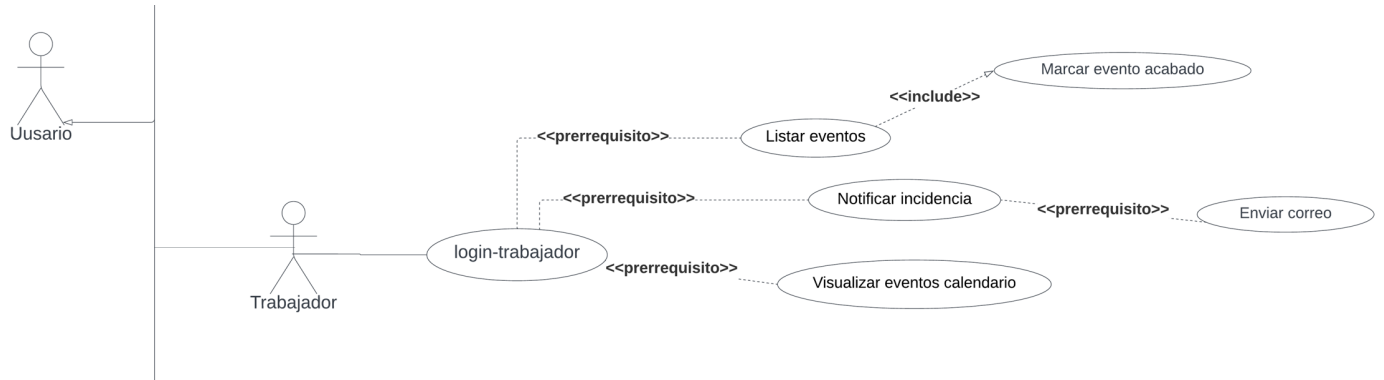 Uusario
Marcar evento acabado
<<include>>
<<prerrequisito>>
Listar eventos
<<prerrequisito>>
Notificar incidencia
<<prerrequisito>>
Enviar correo
Trabajador
login-trabajador
<<prerrequisito>>
Visualizar eventos calendario